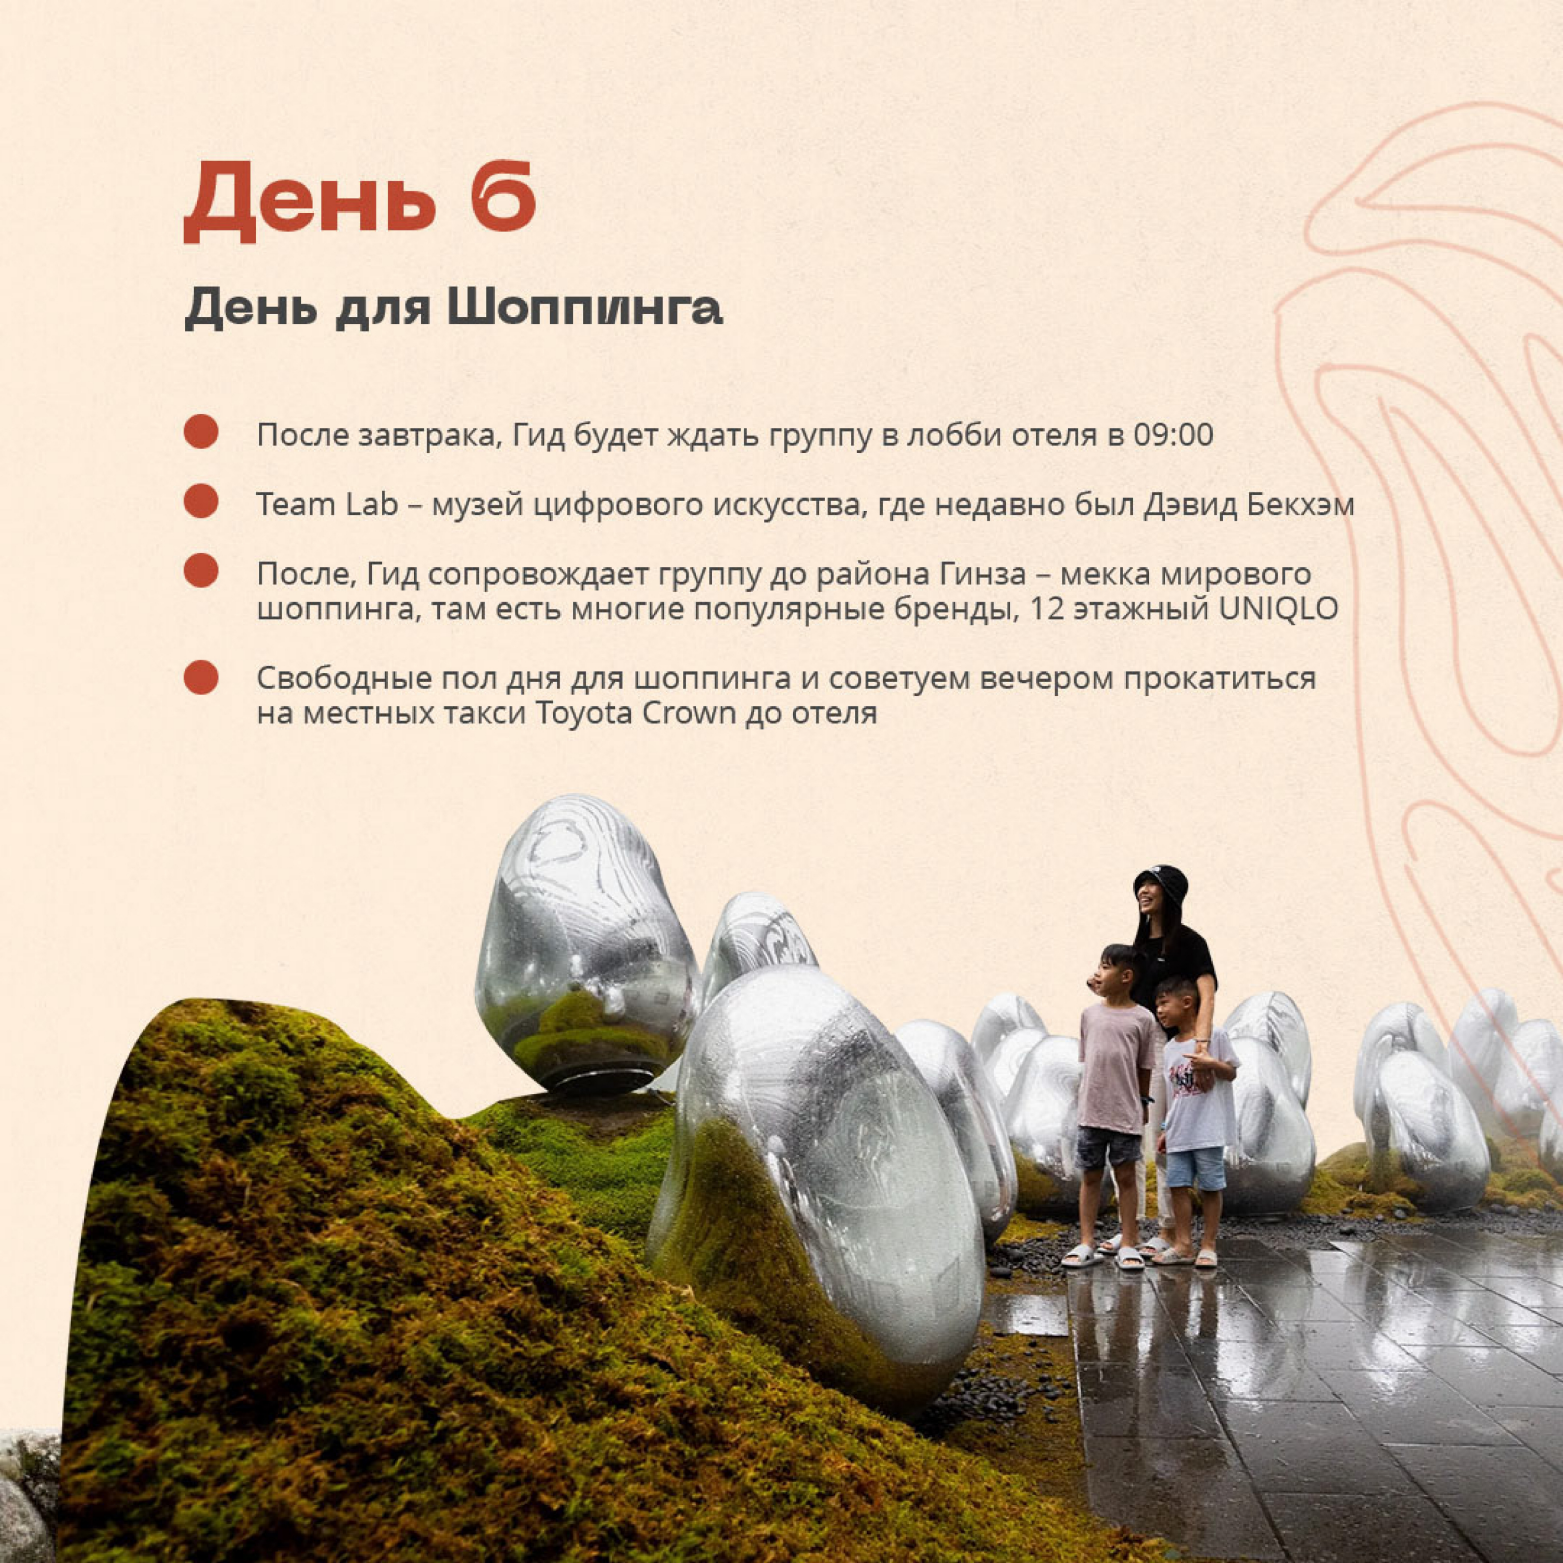 День 6
День для Шоппинга
После завтрака, Гид будет ждать группу в лобби отеля в 09:00
Team Lab – музей цифрового искусства, где недавно был Дэвид Бекхэм
После, Гид сопровождает группу до района Гинза – мекка мирового
шоппинга, там есть многие популярные бренды, 12 этажный UNIQLO
Свободные пол дня для шоппинга и советуем вечером прокатиться
на местных такси Toyota Crown до отеля